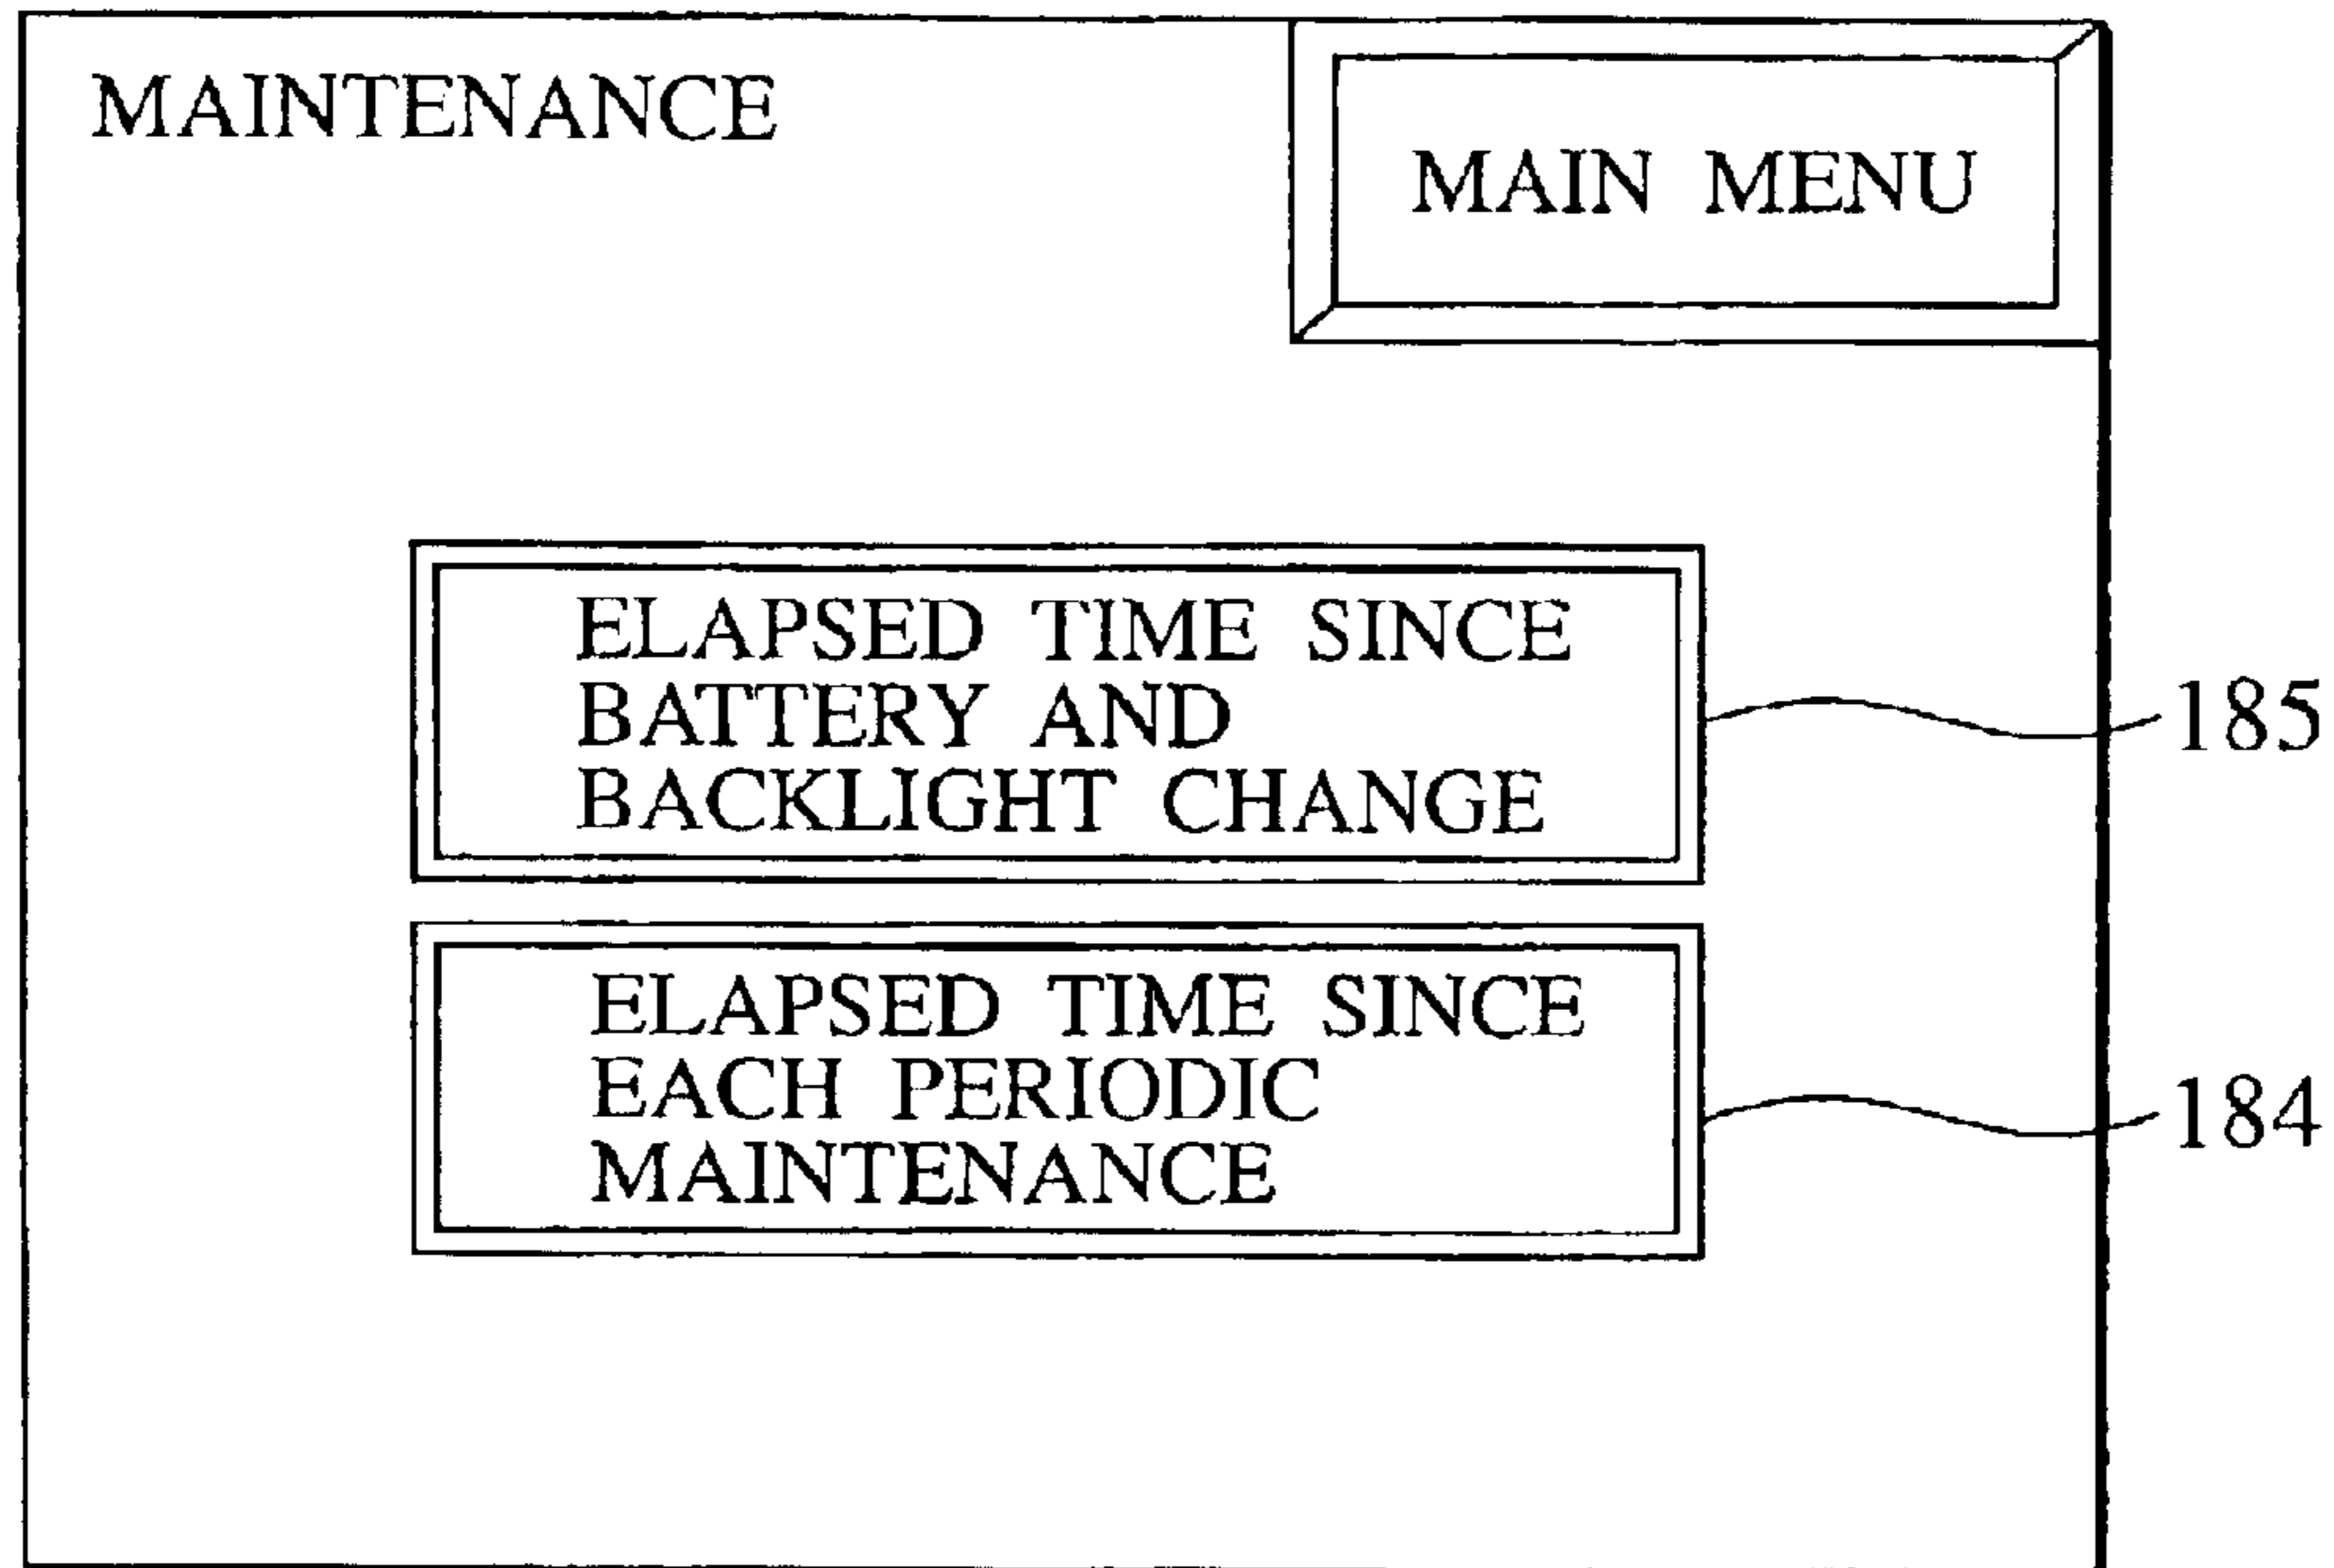 MAINTENANCE
MAIN MENU
ELAPSED TIME SINCE
BATTERY AND
BACKLIGHT CHANGE
185
ELAPSED TIME SINCE
EACH PERIODIC
MAINTENANCE
184